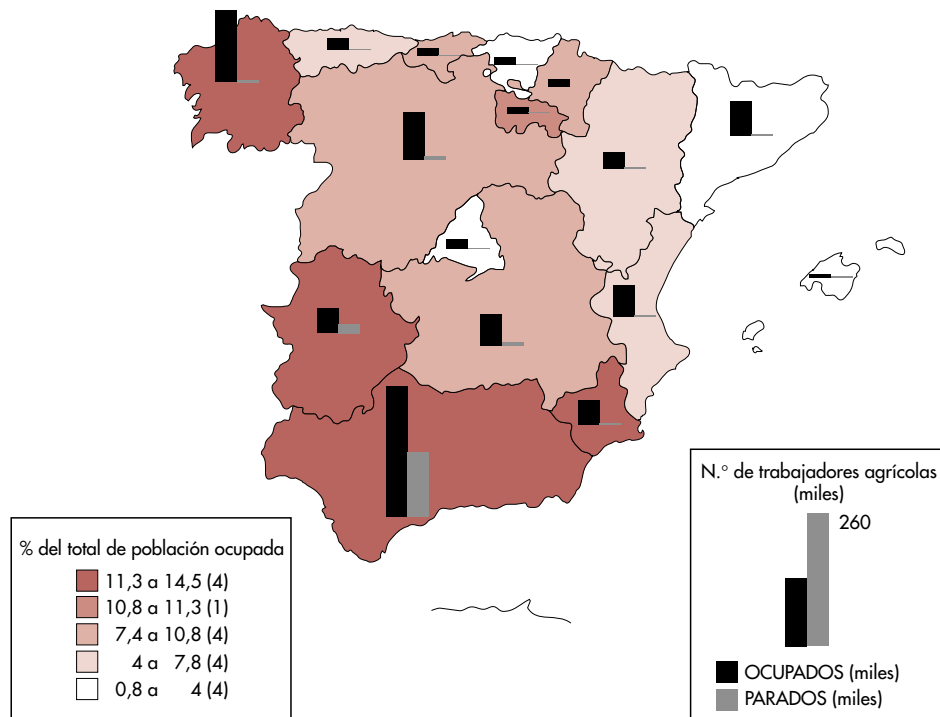 % del total de población ocupada
11,3 a 14,5 (4)
10,8 a 11,3 (1)
7,4 a 10,8 (4)
4 a 7,8 (4)
0,8 a 4 (4)
N.° de trabajadores agrícolas
(miles)
260
OCUPADOS (miles)
PARADOS (miles)